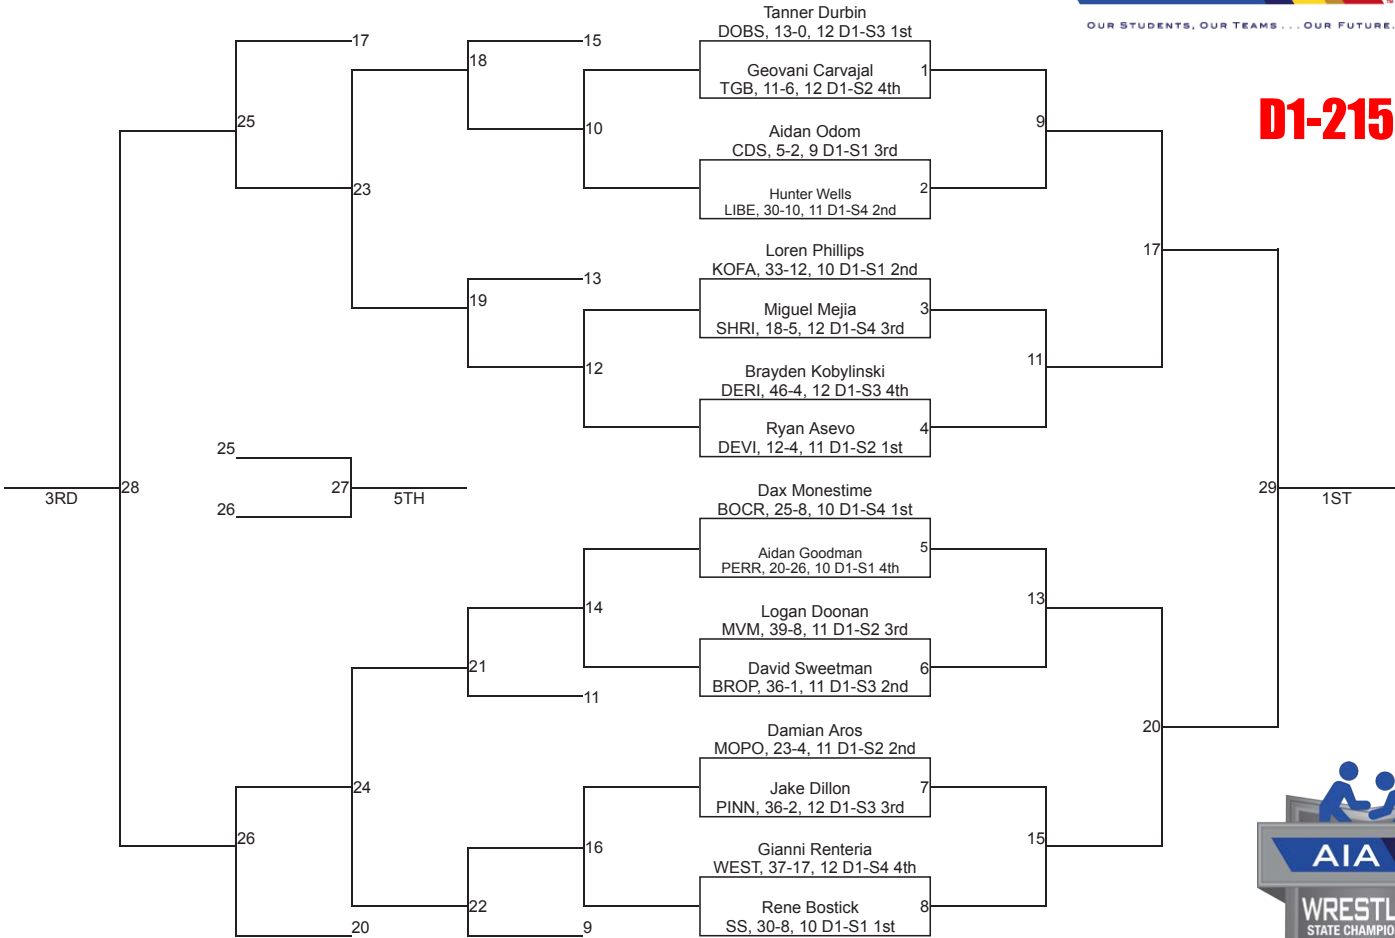 OUR STUDENTS, OUR TEAMS . . . OUR FUTURE.
D1-215
Tanner Durbin
DOBS, 13-0, 12 D1-S3 1st
Geovani Carvajal
TGB, 11-6, 12 D1-S2 4th
1
Aidan Odom
CDS, 5-2, 9 D1-S1 3rd
Hunter Wells
LIBE, 30-10, 11 D1-S4 2nd
2
Loren Phillips
KOFA, 33-12, 10 D1-S1 2nd
Miguel Mejia
SHRI, 18-5, 12 D1-S4 3rd
3
Brayden Kobylinski
DERI, 46-4, 12 D1-S3 4th
Ryan Asevo
DEVI, 12-4, 11 D1-S2 1st
4
Dax Monestime
BOCR, 25-8, 10 D1-S4 1st
Aidan Goodman
PERR, 20-26, 10 D1-S1 4th
5
Logan Doonan
MVM, 39-8, 11 D1-S2 3rd
David Sweetman
BROP, 36-1, 11 D1-S3 2nd
6
Damian Aros
MOPO, 23-4, 11 D1-S2 2nd
Jake Dillon
PINN, 36-2, 12 D1-S3 3rd
7
Gianni Renteria
WEST, 37-17, 12 D1-S4 4th
Rene Bostick
SS, 30-8, 10 D1-S1 1st
8
9
11
13
15
17
20
29
1ST
15
10
13
12
14
11
16
9
18
19
21
22
17
23
24
20
25
26
25
26
27
5TH
28
3RD
AIA
WRESTL
STATE CHAMPIO